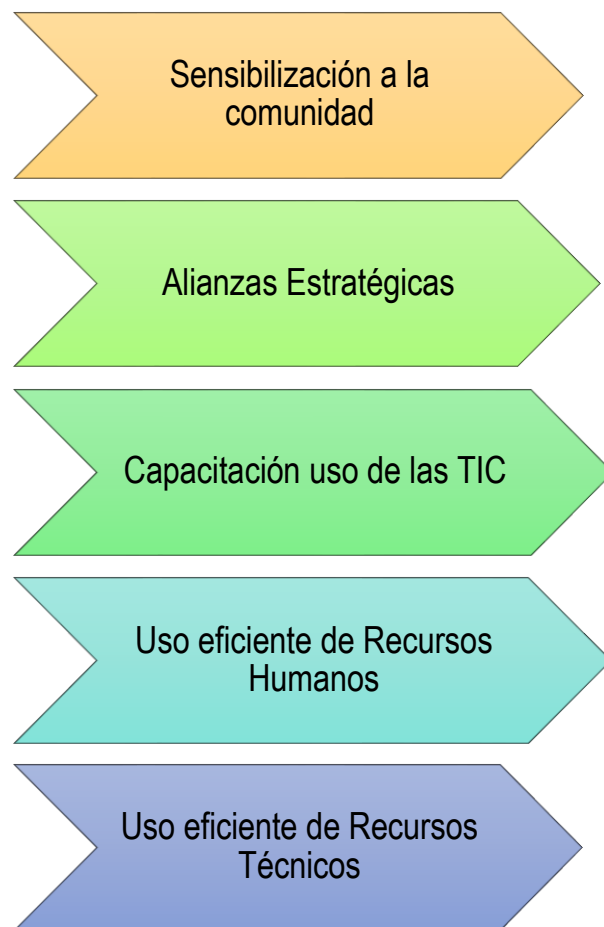 Sensibilización a la
comunidad
Alianzas Estratégicas
Capacitación uso de las TIC
Uso eficiente de Recursos
Humanos
Uso eficiente de Recursos
Técnicos